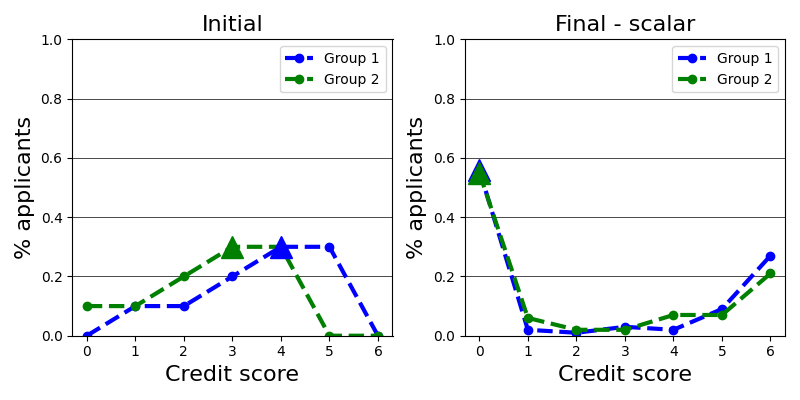 Initial
% applicants
1.0
0.8
0.6
0.4
0.2
0.0
Group 1
Group 2
0 1 2 3 4 5 6
Credit score
Final - scalar
% applicants
1.0
0.8
0.6
0.4
0.2
0.0
Group 1
Group 2
0 1 2 3 4 5 6
Credit score